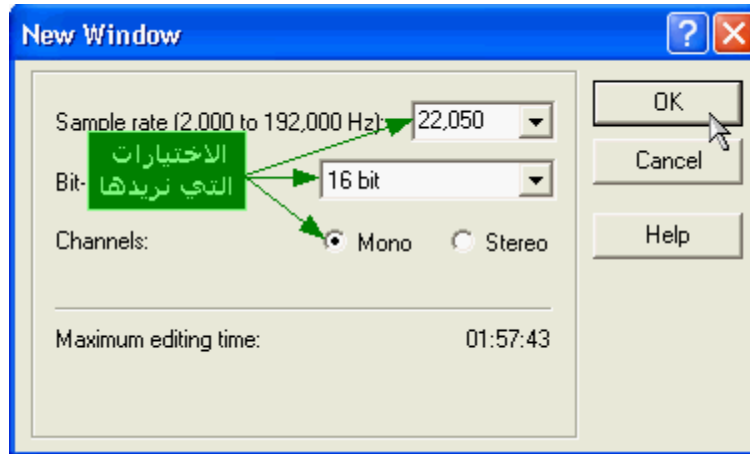 New Window
Sample rate (2,000 to 192,000 Hz): 22,050
OK
الاختيارات
التي نريدها
Bit- 16 bit
Cancel
Channels: Mono Stereo
Help
Maximum editing time: 01:57:43